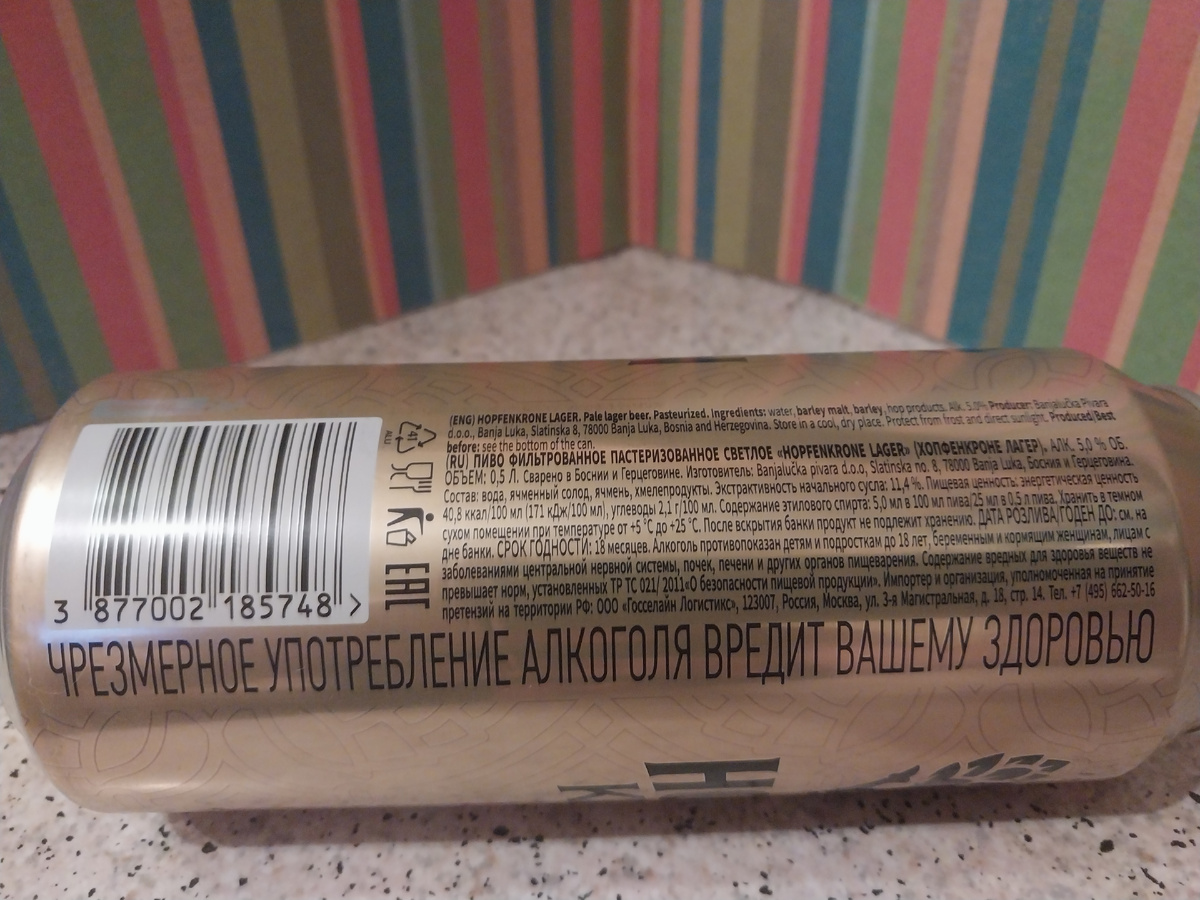 (ENG) HOPFENKRONE LAGER. Pale lager beer. Pasteurized. Ingredients: water, barley malt, barley, hop products. Alk. 5.0% Producer: Banjalučka Pivara
d.o.o., Banja Luka, Slatinska 8, 78000 Banja Luka, Bosnia and Herzegovina. Store in a cool, dry place. Protect from frost and direct sunlight. Produced/Best
before: see the bottom of the can.
(RU) ПИВО ФИЛЬТРОВАННОЕ ПАСТЕРИЗОВАННОЕ СВЕТЛОЕ «HOPFENKRONE LAGER» (ХОПФЕНКРОНЕ ЛАГЕР). АЛК. 5,0 % ОБ.
ОБЪЕМ: 0,5 Л. Сварено в Боснии и Герцеговине. Изготовитель: Banjalučka pivara d.o.o, Slatinska no. 8, 78000 Banja Luka, Босния и Герцеговина.
Состав: вода, ячменный солод, ячмень, хмелепродукты. Экстрактивность начального сусла: 11,4 %. Пищевая ценность: энергетическая ценность
40,8 ккал/100 мл (171 кДж/100 мл), углеводы 2,1 г/100 мл. Содержание этилового спирта: 5,0 мл в 100 мл пива/25 мл в 0,5 л пива. Хранить в темном
сухом помещении при температуре от +5 °С до +25 °С. После вскрытия банки продукт не подлежит хранению. ДАТА РОЗЛИВА/ГОДЕН ДО: см. на
дне банки. СРОК ГОДНОСТИ: 18 месяцев. Алкоголь противопоказан детям и подросткам до 18 лет, беременным и кормящим женщинам, лицам с
заболеваниями центральной нервной системы, почек, печени и других органов пищеварения. Содержание вредных для здоровья веществ не
превышает норм, установленных ТР ТС 021/ 2011«О безопасности пищевой продукции». Импортер и организация, уполномоченная на принятие
претензий на территории РФ: ООО «Госселайн Логистикс», 123007, Россия, Москва, ул. 3-я Магистральная, д. 18, стр. 14. Тел. +7 (495) 662-50-16
41
ALU
EAC
3 877002 185748 >
ЧРЕЗМЕРНОЕ УПОТРЕБЛЕНИЕ АЛКОГОЛЯ ВРЕДИТ ВАШЕМУ ЗДОРОВЬЮ
H
K